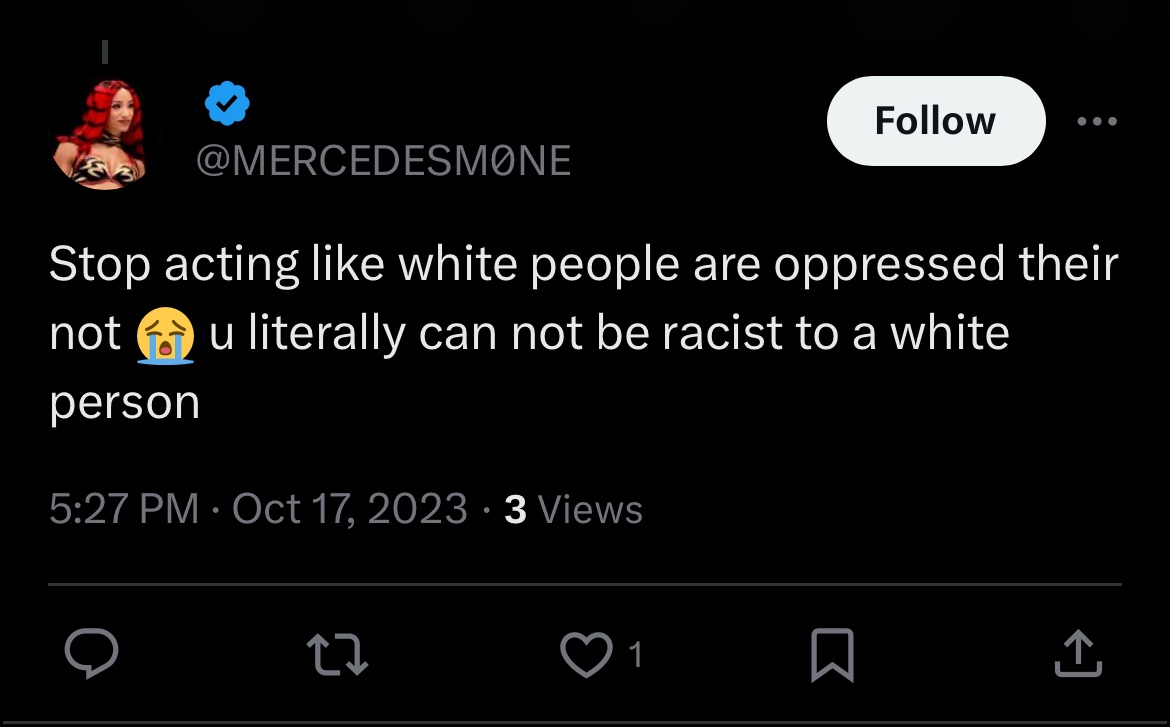 @MERCEDESM0NE
Follow
Stop acting like white people are oppressed their
not 😭 u literally can not be racist to a white
person
5:27 PM · Oct 17, 2023 · 3 Views
1